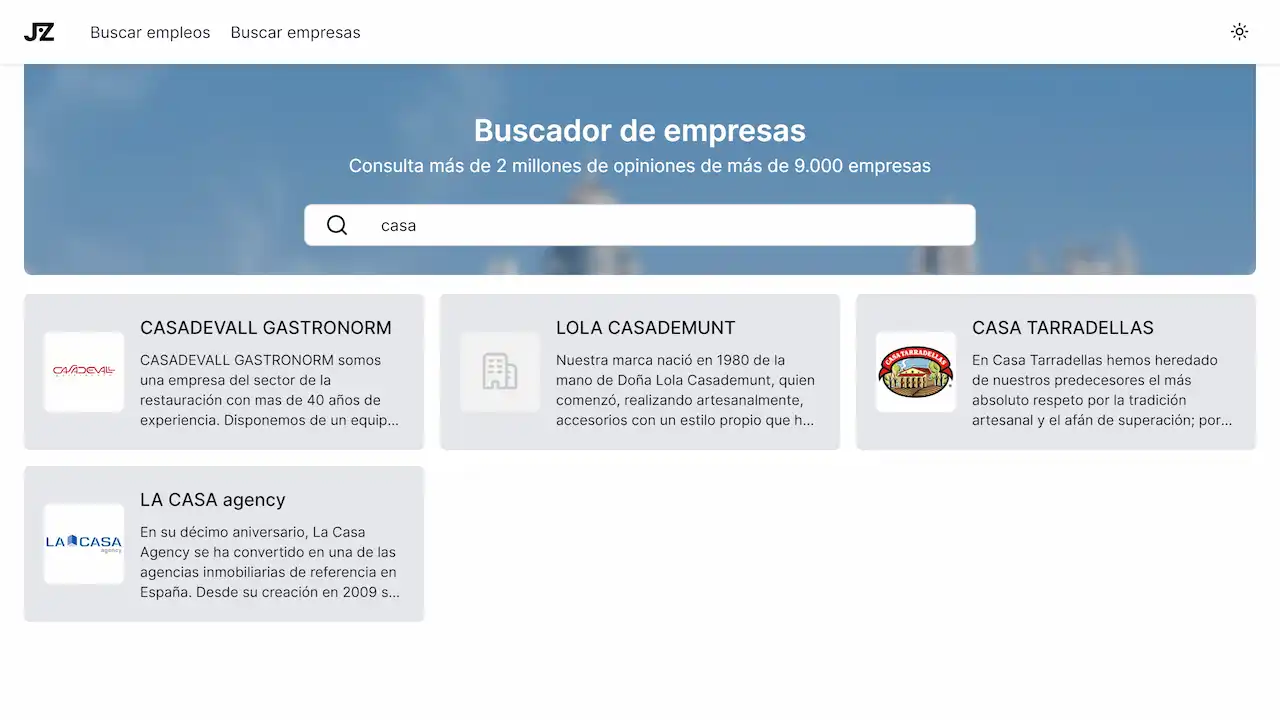 JZ
Buscar empleos
Buscar empresas
Buscador de empresas
Consulta más de 2 millones de opiniones de más de 9.000 empresas
casa
CASADEVALL
CASADEVALL GASTRONORM
CASADEVALL GASTRONORM somos
una empresa del sector de la
restauración con mas de 40 años de
experiencia. Disponemos de un equip...
LOLA CASADEMUNT
Nuestra marca nació en 1980 de la
mano de Doña Lola Casademunt, quien
comenzó, realizando artesanalmente,
accesorios con un estilo propio que h...
CASA TARRADELLAS
CASA TARRADELLAS
En Casa Tarradellas hemos heredado
de nuestros predecesores el más
absoluto respeto por la tradición
artesanal y el afán de superación; por...
LA CASA
agency
LA CASA agency
En su décimo aniversario, La Casa
Agency se ha convertido en una de las
agencias inmobiliarias de referencia en
España. Desde su creación en 2009 s...